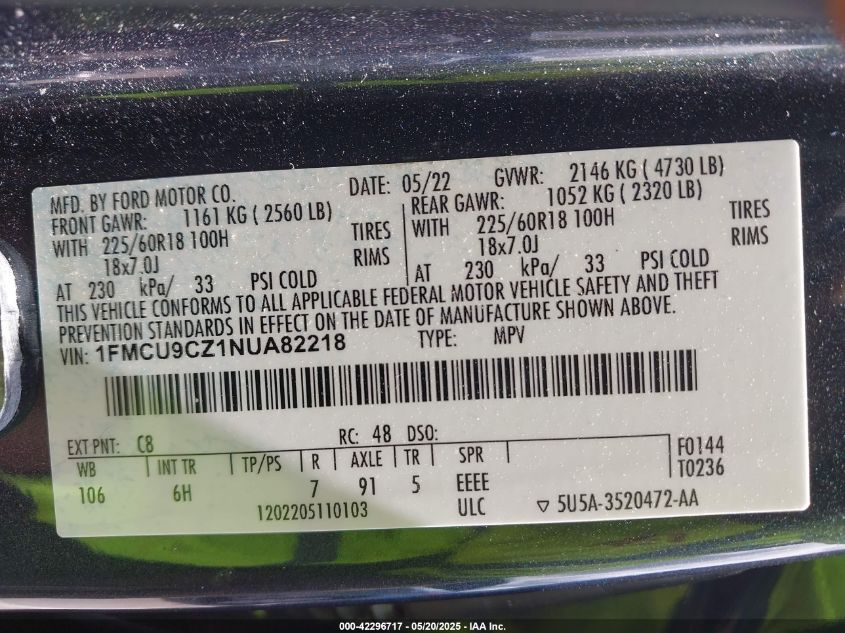 MFD. BY FORD MOTOR CO. DATE: 05/22 GVWR: 2146 KG ( 4730 LB)
FRONT GAWR: 1161 KG ( 2560 LB) REAR GAWR: 1052 KG ( 2320 LB)
WITH 225/60R18 100H TIRES WITH 225/60R18 100H TIRES
18x7.0J RIMS 18x7.0J RIMS
AT 230 kPa/ 33 PSI COLD AT 230 kPa/ 33 PSI COLD
THIS VEHICLE CONFORMS TO ALL APPLICABLE FEDERAL MOTOR VEHICLE SAFETY AND THEFT
PREVENTION STANDARDS IN EFFECT ON THE DATE OF MANUFACTURE SHOWN ABOVE.
VIN: 1FMCU9CZ1NUA82218 TYPE: MPV
EXT PNT: C8 RC: 48 DSO:
WB INT TR TP/PS R AXLE TR SPR F0144
106 6H 7 91 5 EEEE T0236
1202205110103 ULC ▽ 5U5A-3520472-AA
000-42296717 - 05/20/2025 - IAA Inc.